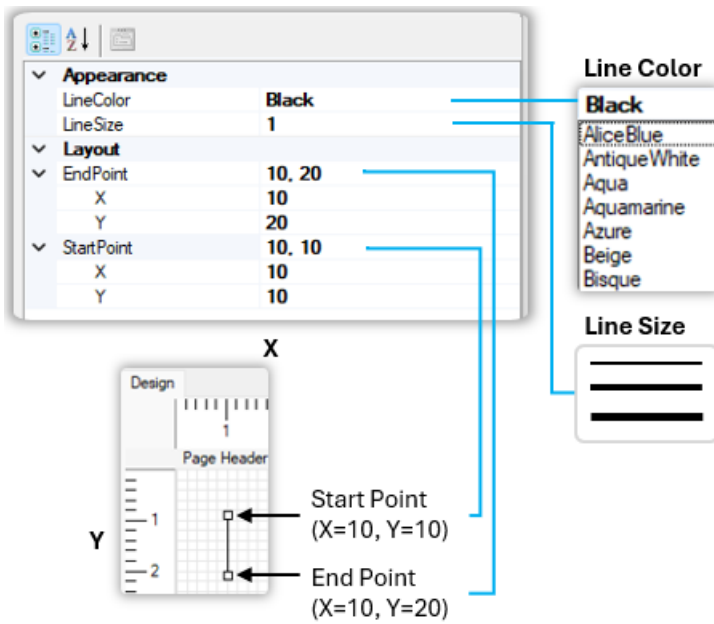 Appearance
LineColor Black
LineSize 1
Layout
EndPoint 10, 20
X 10
Y 20
StartPoint 10, 10
X 10
Y 10
Line Color
Black
AliceBlue
AntiqueWhite
Aqua
Aquamarine
Azure
Beige
Bisque
Line Size
X
Design
1
Page Header
Y
1
2
Start Point
(X=10, Y=10)
End Point
(X=10, Y=20)